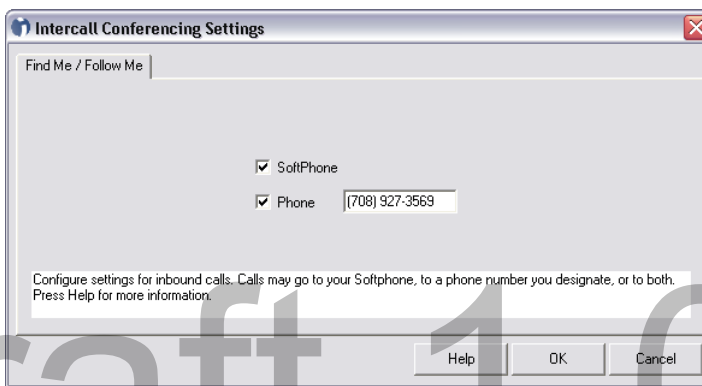 Intercall Conferencing Settings
Find Me / Follow Me
SoftPhone
Phone (708) 927-3569
Configure settings for inbound calls. Calls may go to your Softphone, to a phone number you designate, or to both.
Press Help for more information.
Help OK Cancel